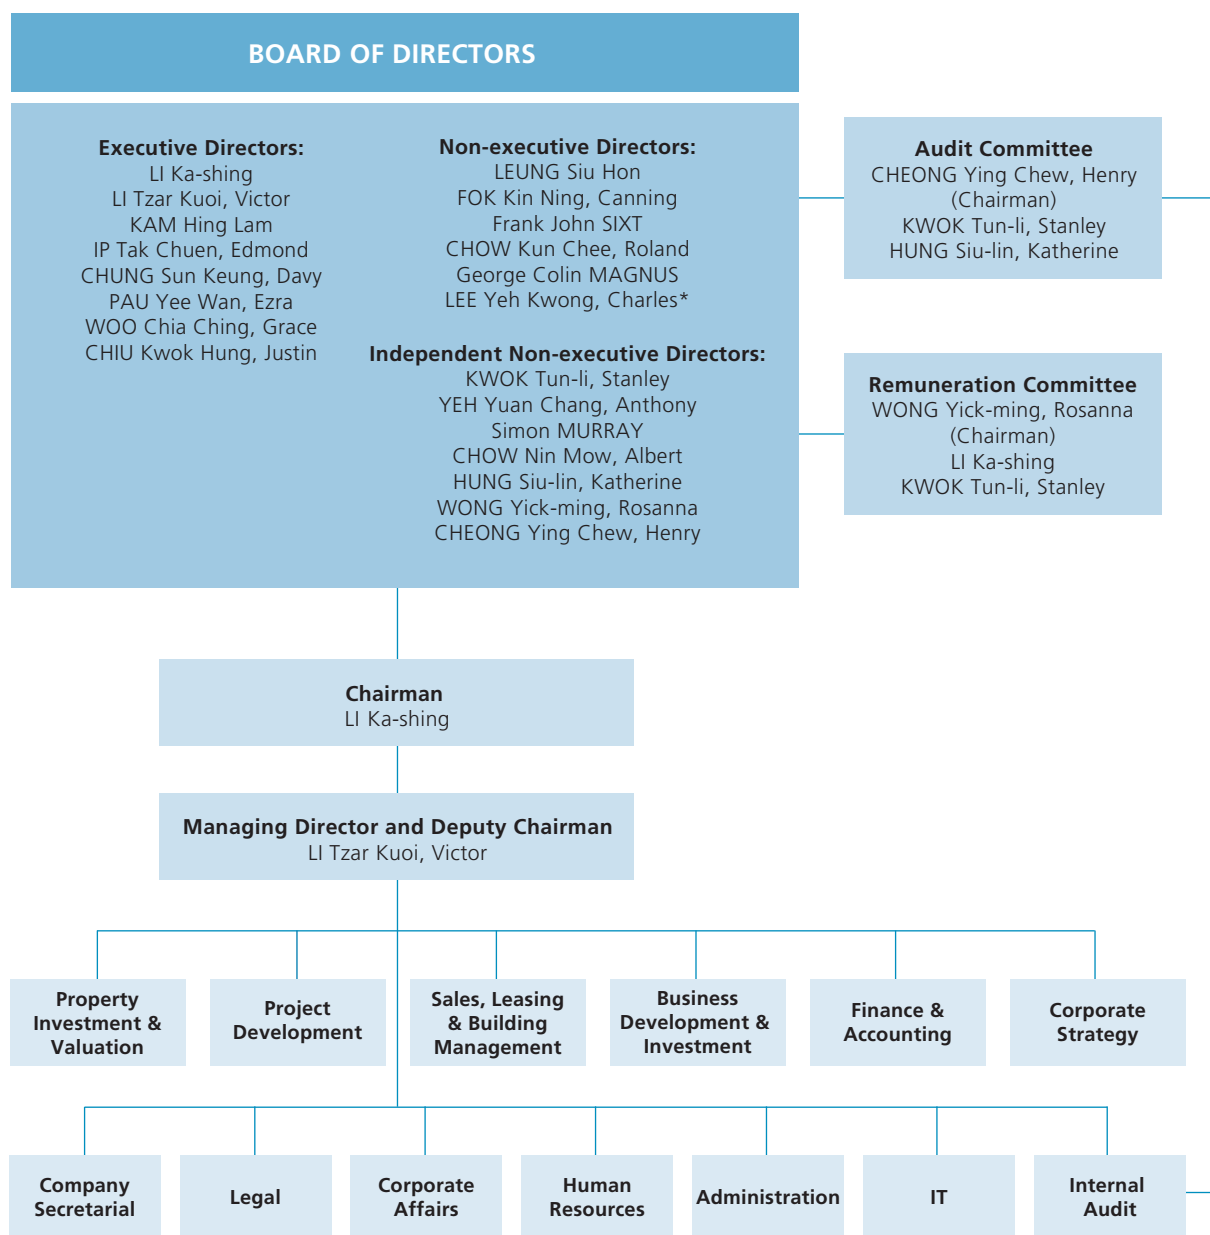 BOARD OF DIRECTORS
Executive Directors:
LI Ka-shing
LI Tzar Kuoi, Victor
KAM Hing Lam
IP Tak Chuen, Edmond
CHUNG Sun Keung, Davy
PAU Yee Wan, Ezra
WOO Chia Ching, Grace
CHIU Kwok Hung, Justin
Non-executive Directors:
LEUNG Siu Hon
FOK Kin Ning, Canning
Frank John SIXT
CHOW Kun Chee, Roland
George Colin MAGNUS
LEE Yeh Kwong, Charles*
Independent Non-executive Directors:
KWOK Tun-li, Stanley
YEH Yuan Chang, Anthony
Simon MURRAY
CHOW Nin Mow, Albert
HUNG Siu-lin, Katherine
WONG Yick-ming, Rosanna
CHEONG Ying Chew, Henry
Audit Committee
CHEONG Ying Chew, Henry
(Chairman)
KWOK Tun-li, Stanley
HUNG Siu-lin, Katherine
Remuneration Committee
WONG Yick-ming, Rosanna
(Chairman)
LI Ka-shing
KWOK Tun-li, Stanley
Chairman
LI Ka-shing
Managing Director and Deputy Chairman
LI Tzar Kuoi, Victor
Property
Investment &
Valuation
Project
Development
Sales, Leasing
& Building
Management
Business
Development &
Investment
Finance &
Accounting
Corporate
Strategy
Company
Secretarial
Legal
Corporate
Affairs
Human
Resources
Administration
IT
Internal
Audit